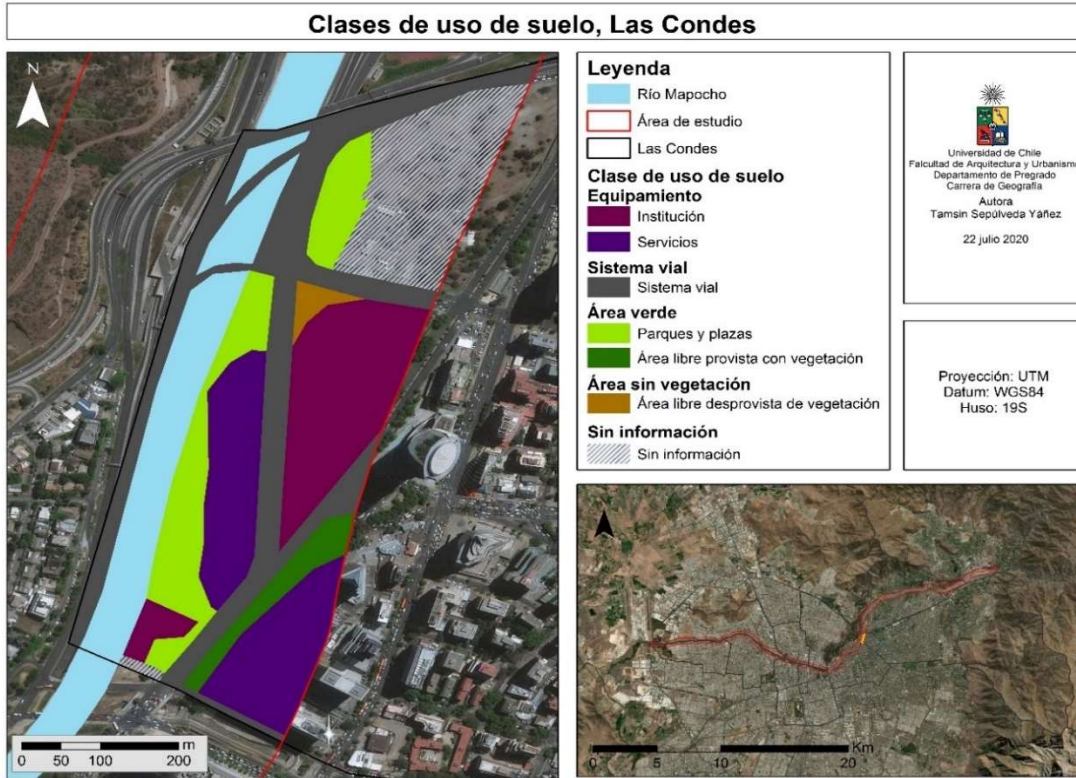 Clases de uso de suelo, Las Condes
N
m
0 50 100 200
Leyenda
Río Mapocho
Área de estudio
Las Condes
Clase de uso de suelo
Equipamiento
Institución
Servicios
Sistema vial
Sistema vial
Área verde
Parques y plazas
Área libre provista con vegetación
Área sin vegetación
Área libre desprovista de vegetación
Sin información
Sin información
Universidad de Chile
Falcultad de Arquitectura y Urbanismo
Departamento de Pregrado
Carrera de Geografía
Autora
Tamsin Sepúlveda Yáñez
22 julio 2020
Proyección: UTM
Datum: WGS84
Huso: 19S
Km
0 5 10 20